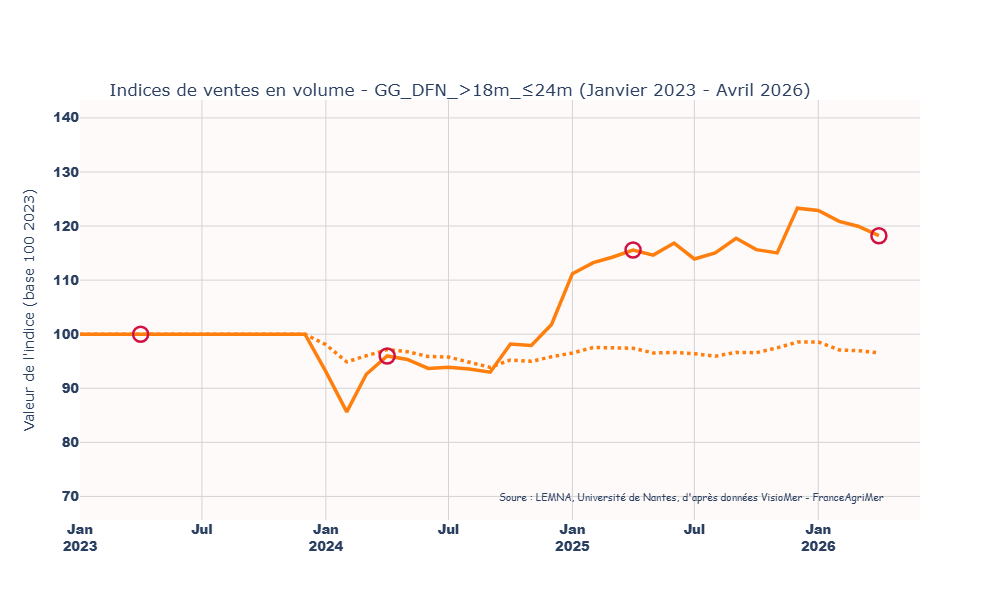 Indices de ventes en volume - GG_DFN_>18m_≤24m (Janvier 2023 - Avril 2026)
Valeur de l'indice (base 100 2023)
140
130
120
110
100
90
80
70
Soure : LEMNA, Université de Nantes, d'après données VisioMer - FranceAgriMer
Jan Jul Jan Jul Jan Jul Jan
2023 2024 2025 2026